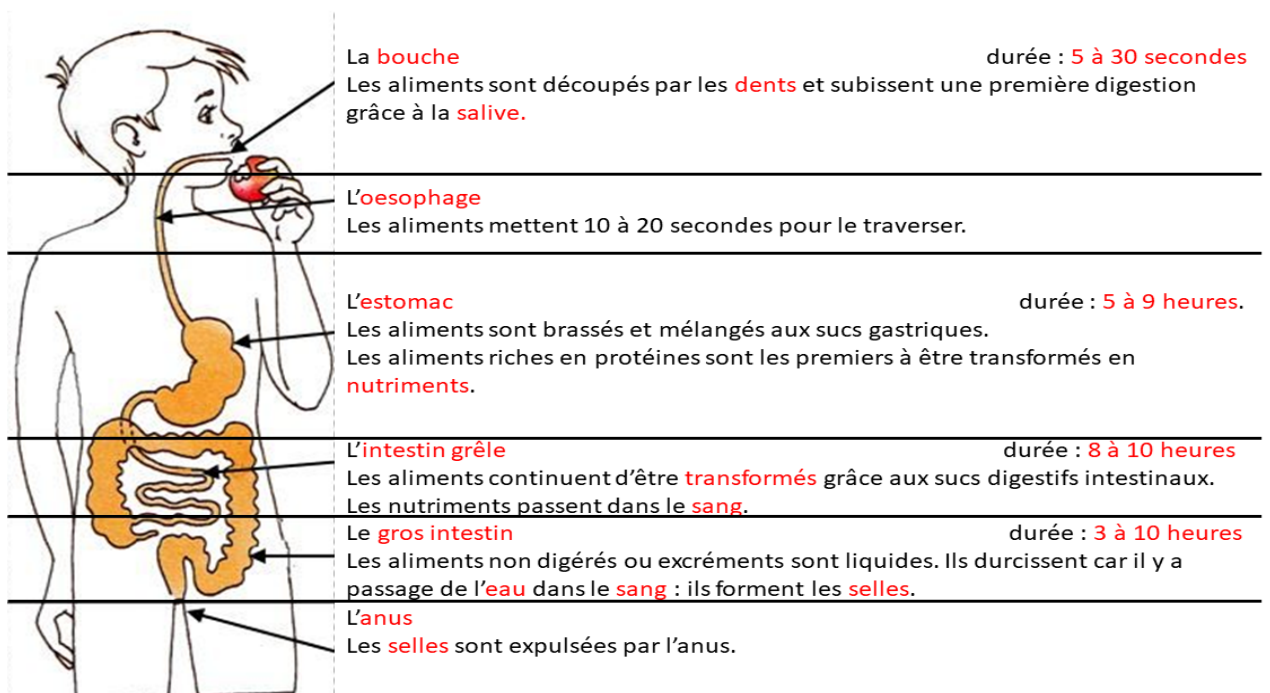 La bouche durée : 5 à 30 secondes
Les aliments sont découpés par les dents et subissent une première digestion
grâce à la salive.
L’oesophage
Les aliments mettent 10 à 20 secondes pour le traverser.
L’estomac durée : 5 à 9 heures.
Les aliments sont brassés et mélangés aux sucs gastriques.
Les aliments riches en protéines sont les premiers à être transformés en
nutriments.
L’intestin grêle durée : 8 à 10 heures
Les aliments continuent d’être transformés grâce aux sucs digestifs intestinaux.
Les nutriments passent dans le sang.
Le gros intestin durée : 3 à 10 heures
Les aliments non digérés ou excréments sont liquides. Ils durcissent car il y a
passage de l’eau dans le sang : ils forment les selles.
L’anus
Les selles sont expulsées par l’anus.